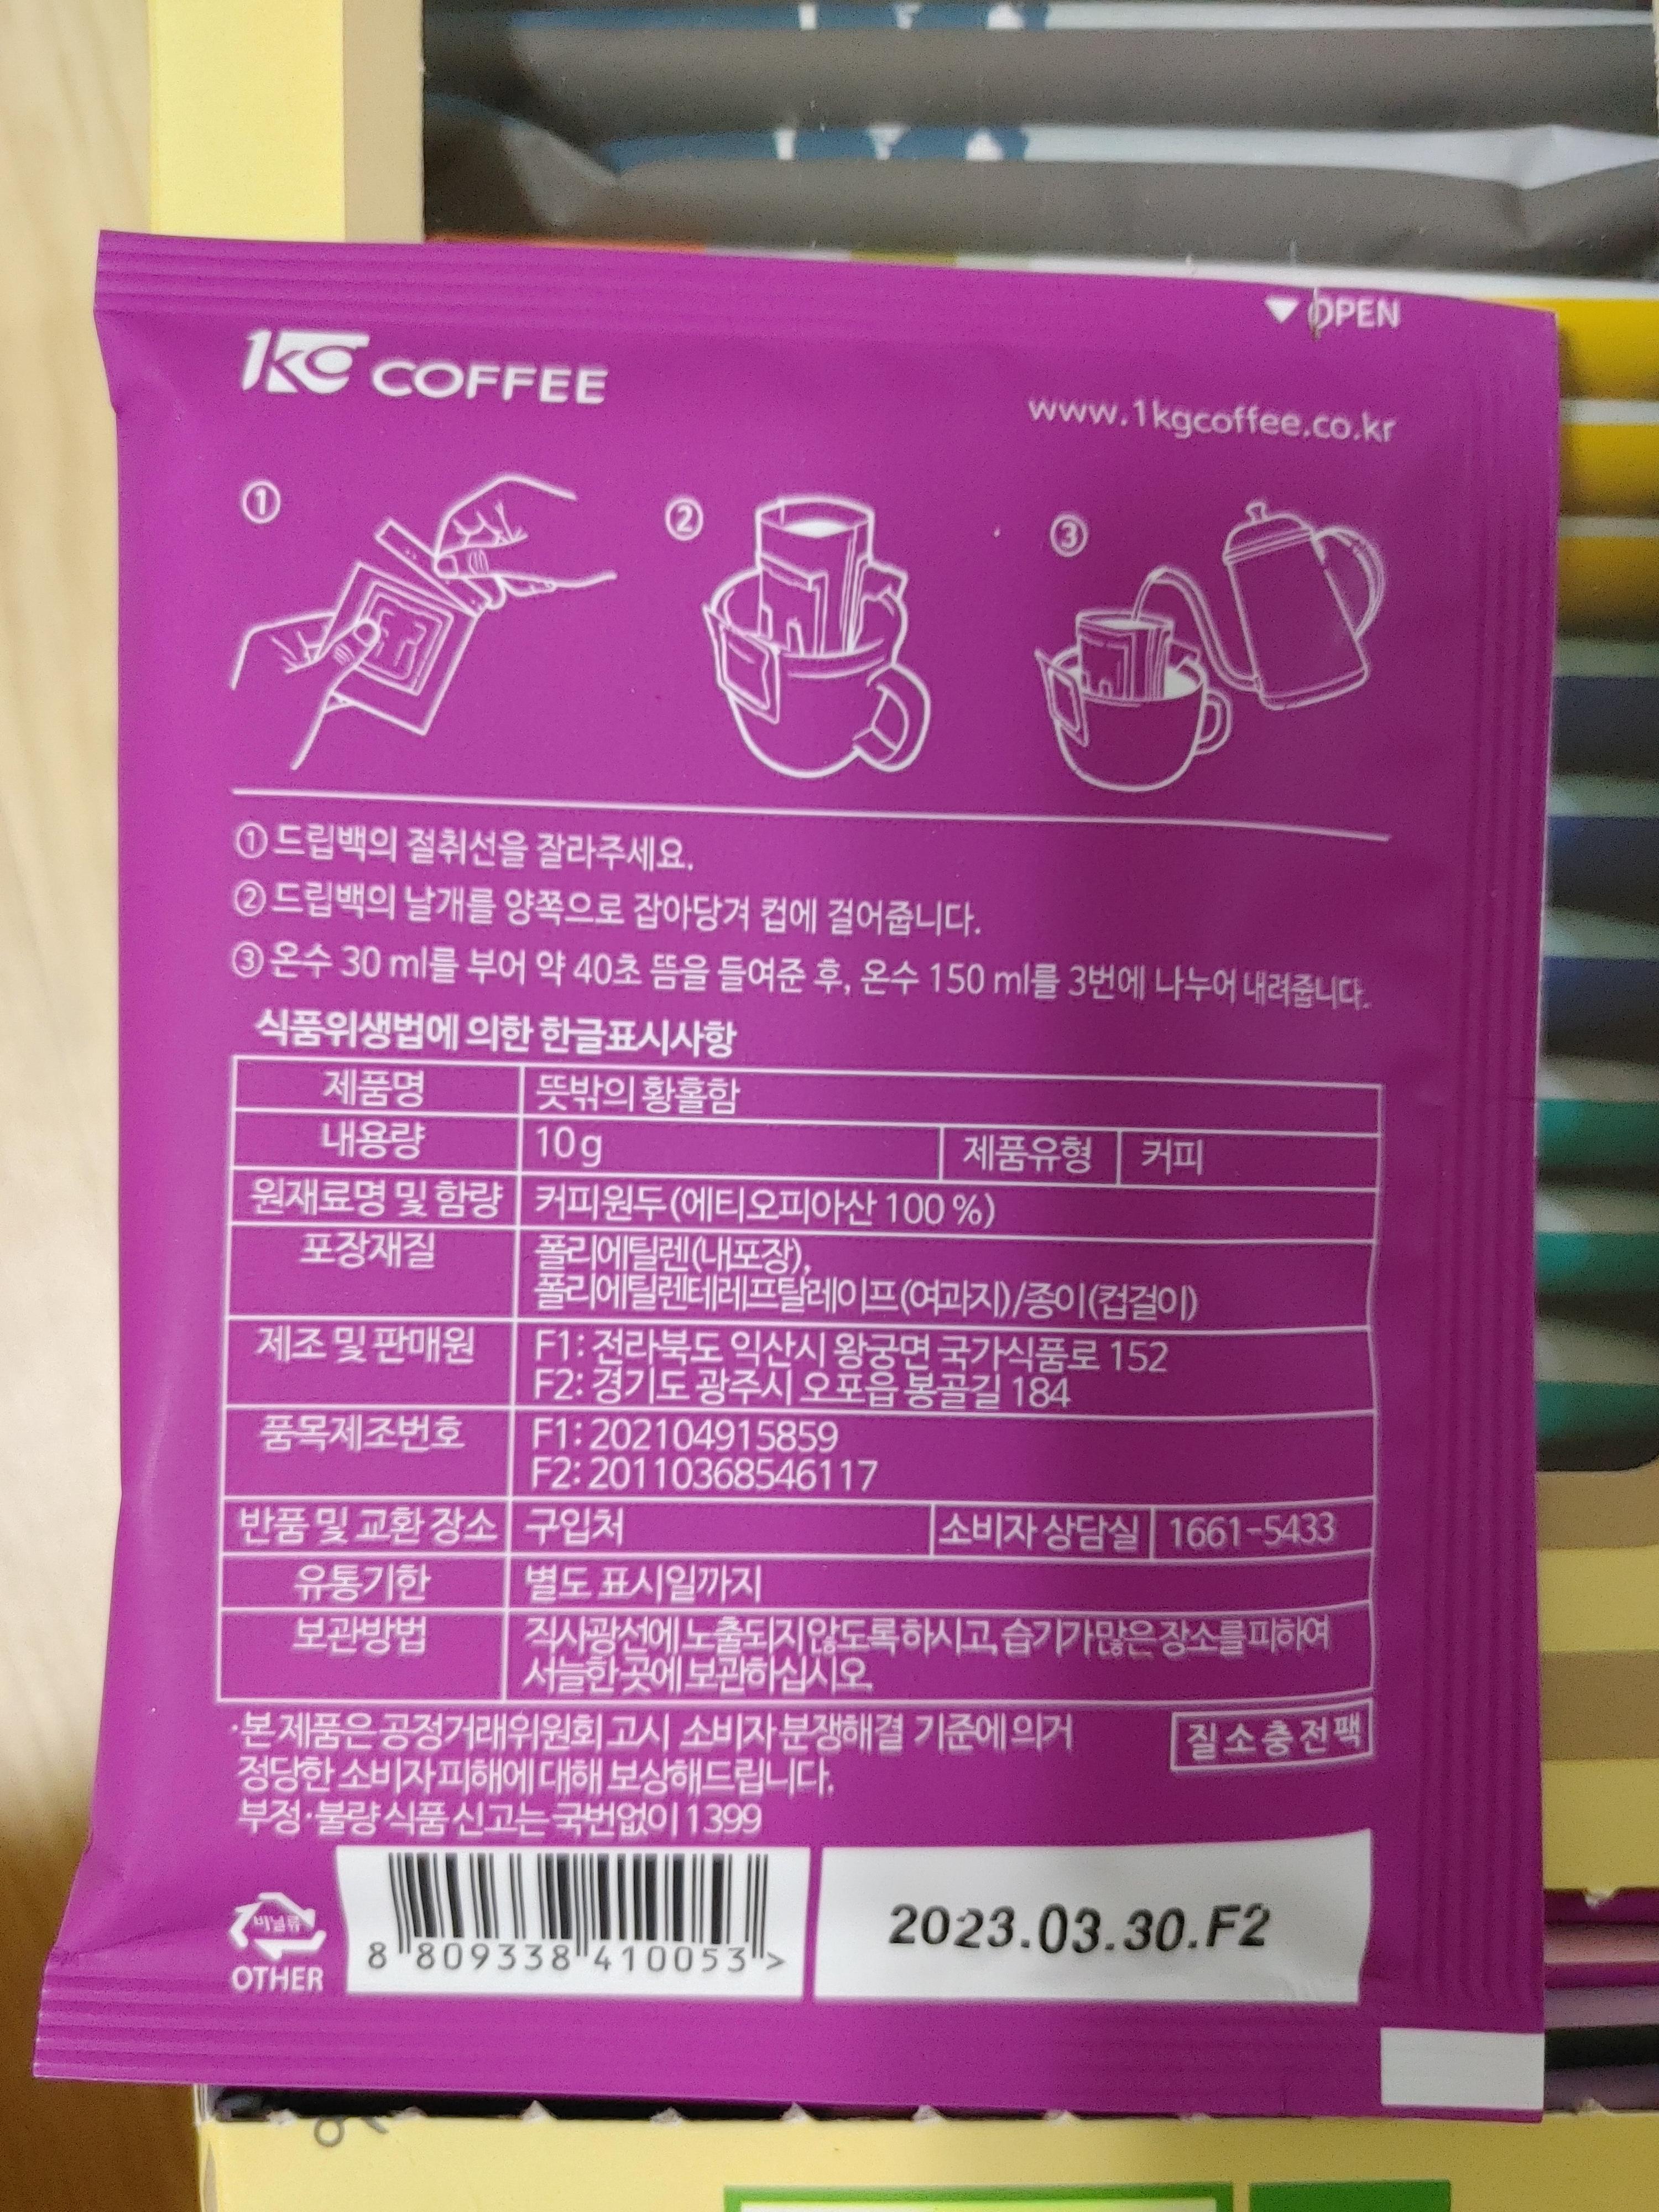 ▼ OPEN
1KG COFFEE
www.1kgcoffee.co.kr
① ② ③
① 드립백의 절취선을 잘라주세요.
② 드립백의 날개를 양쪽으로 잡아당겨 컵에 걸어줍니다.
③ 온수 30 ml를 부어 약 40초 뜸을 들여준 후, 온수 150 ml를 3번에 나누어 내려줍니다.
식품위생법에 의한 한글표시사항
제품명 뜻밖의 황홀함
내용량 10g 제품유형 커피
원재료명 및 함량 커피원두(에티오피아산 100 %)
포장재질 폴리에틸렌(내포장),
폴리에틸렌테레프탈레이프(여과지)/종이(컵걸이)
제조 및 판매원 F1: 전라북도 익산시 왕궁면 국가식품로 152
F2: 경기도 광주시 오포읍 봉골길 184
품목제조번호 F1: 202104915859
F2: 20110368546117
반품 및 교환 장소 구입처 소비자 상담실 1661-5433
유통기한 별도 표시일까지
보관방법 직사광선에 노출되지않도록 하시고, 습기가 많은 장소를 피하여
서늘한 곳에 보관하십시오.
·본 제품은 공정거래위원회 고시 소비자 분쟁해결 기준에 의거
정당한 소비자 피해에 대해 보상해드립니다.
질소충전팩
부정·불량 식품 신고는 국번없이 1399
비닐류
OTHER
8 809338 410053 >
2023.03.30.F2